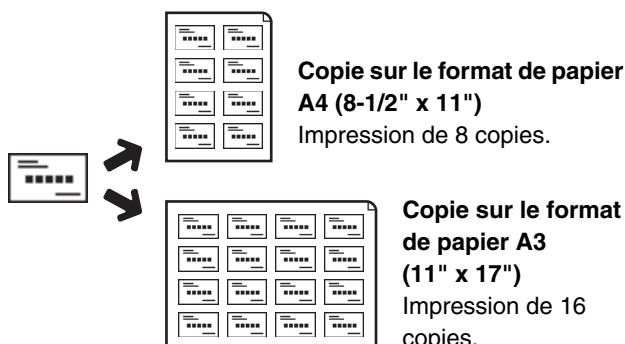 Copie sur le format de papier
A4 (8-1/2" x 11")
Impression de 8 copies.
Copie sur le format
de papier A3
(11" x 17")
Impression de 16
copies.